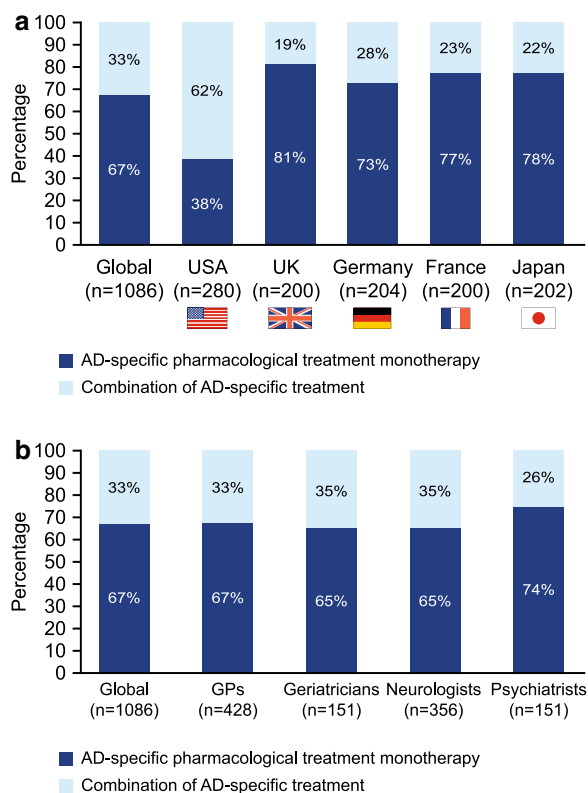 a
Percentage
100
90
80
70
60
50
40
30
20
10
0
33% 62% 19% 28% 23% 22%
67% 38% 81% 73% 77% 78%
Global USA UK Germany France Japan
(n=1086) (n=280) (n=200) (n=204) (n=200) (n=202)
AD-specific pharmacological treatment monotherapy
Combination of AD-specific treatment
b
Percentage
100
90
80
70
60
50
40
30
20
10
0
33% 33% 35% 35% 26%
67% 67% 65% 65% 74%
Global GPs Geriatricians Neurologists Psychiatrists
(n=1086) (n=428) (n=151) (n=356) (n=151)
AD-specific pharmacological treatment monotherapy
Combination of AD-specific treatment